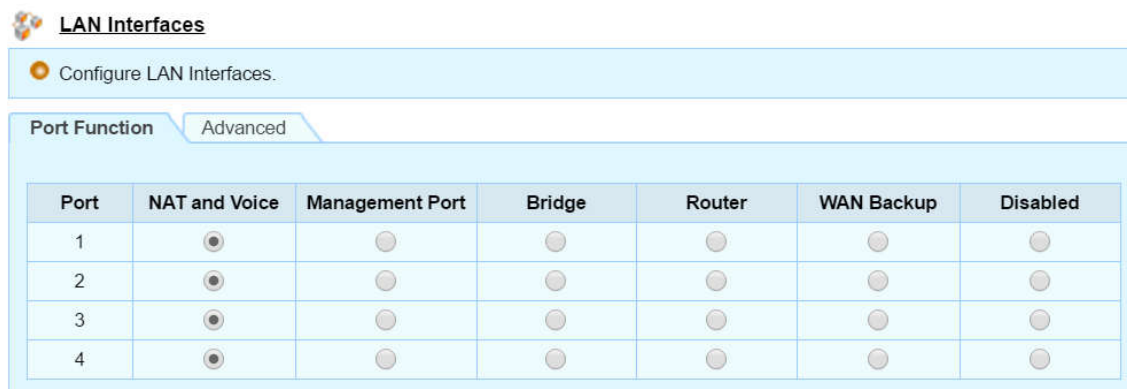 LAN Interfaces
Configure LAN Interfaces.
Port Function Advanced
Port NAT and Voice Management Port Bridge Router WAN Backup Disabled
1
2
3
4